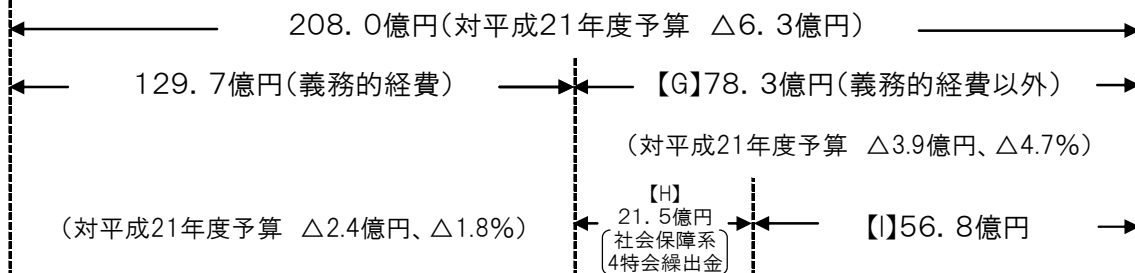 208．0億円（対平成21年度予算　△6．3億円）
129．7億円（義務的経費）
【G】78．3億円（義務的経費以外）
（対平成21年度予算　△3.9億円、△4.7％）
（対平成21年度予算　△2.4億円、△1.8％）
【H】
21．5億円
社会保障系
4特会繰出金
【I】56．8億円